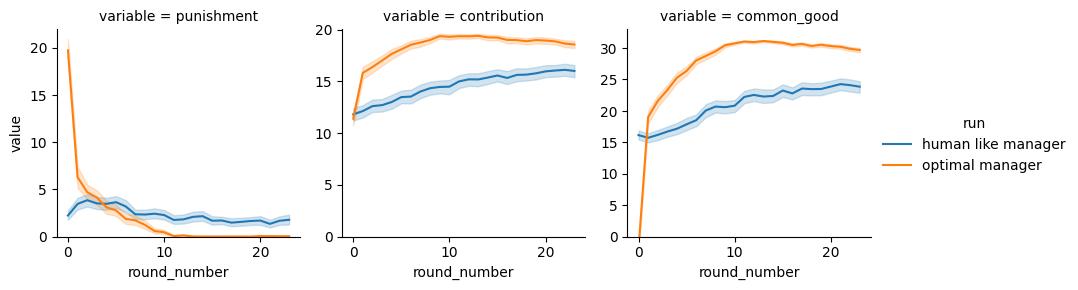 variable = punishment
variable = contribution
variable = common_good
value
20
15
10
5
0
20
15
10
5
0
30
25
20
15
10
5
0
0
10
20
0
10
20
0
10
20
round_number
round_number
round_number
run
human like manager
optimal manager